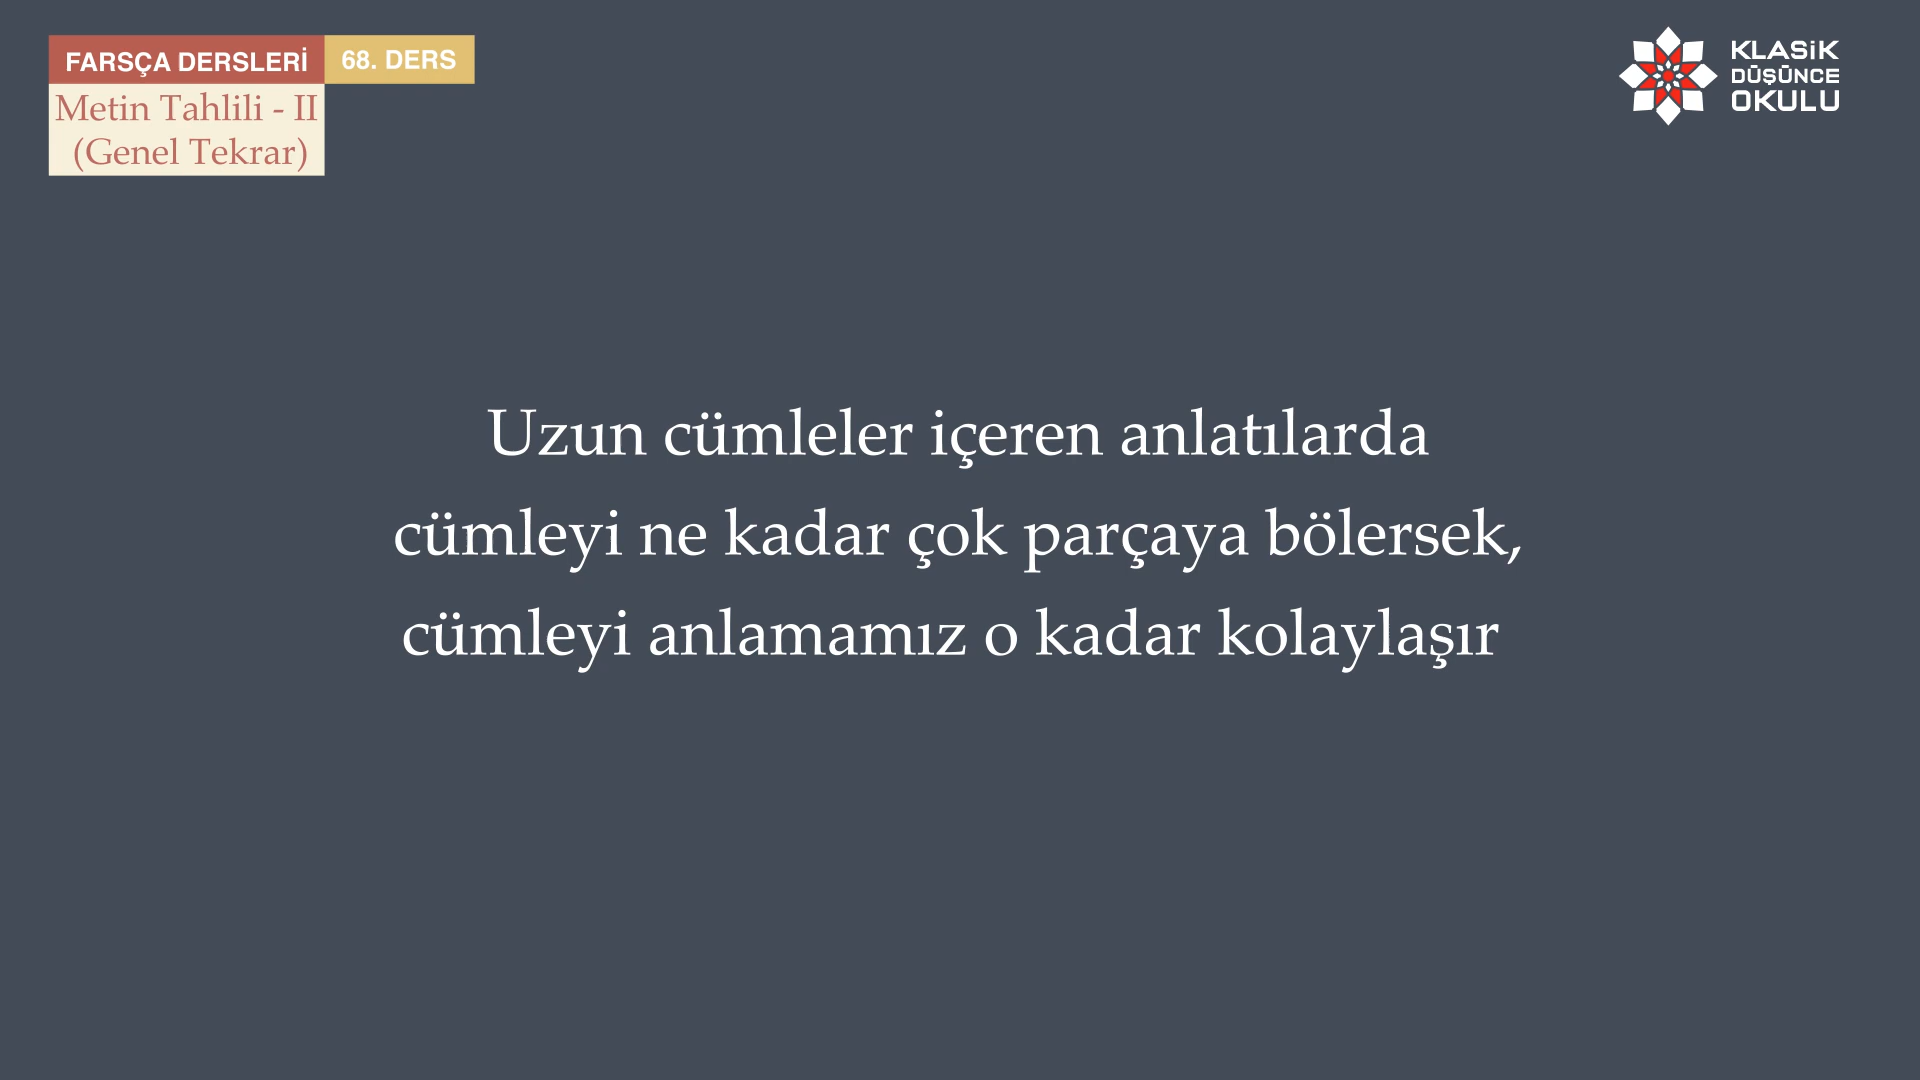 FARSÇA DERSLERİ
68. DERS
Metin Tahlili - II
(Genel Tekrar)
KLASiK
DÜŞÜNCE
OKULU
Uzun cümleler içeren anlatılarda
cümleyi ne kadar çok parçaya bölersek,
cümleyi anlamamız o kadar kolaylaşır